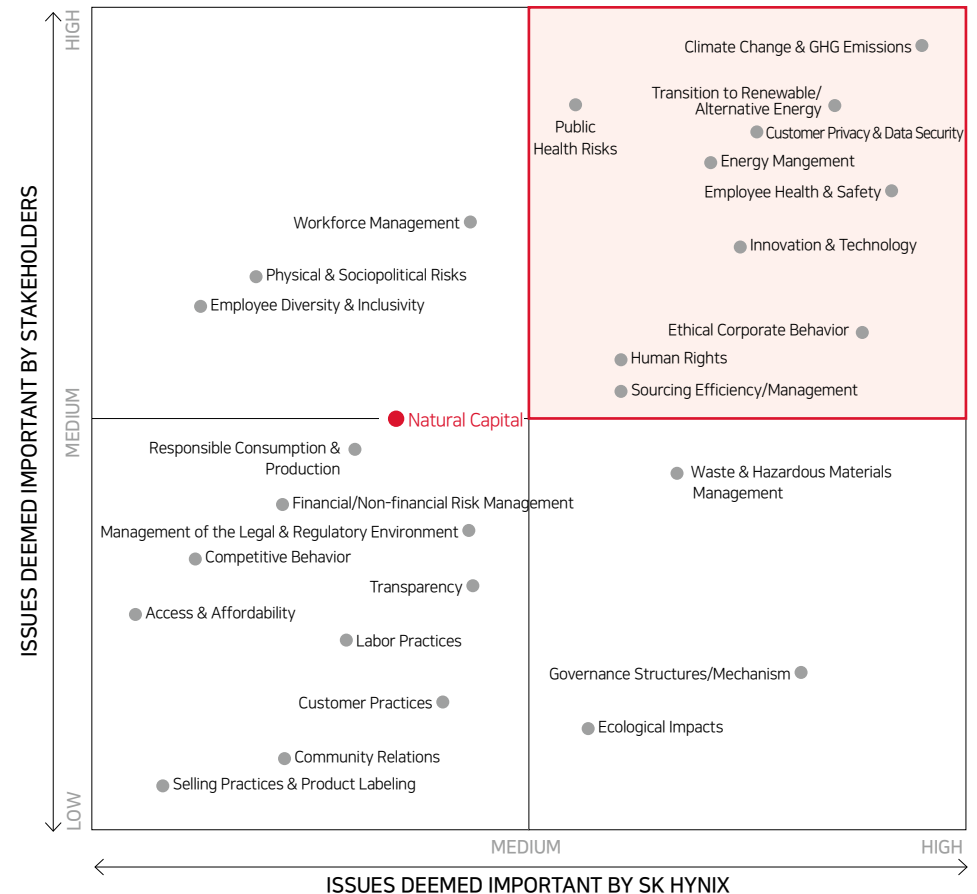 HIGH
Climate Change & GHG Emissions
Transition to Renewable/
Alternative Energy
Public
Health Risks
Customer Privacy & Data Security
Energy Mangement
Employee Health & Safety
Workforce Management
Innovation & Technology
Physical & Sociopolitical Risks
Employee Diversity & Inclusivity
Ethical Corporate Behavior
Human Rights
Sourcing Efficiency/Management
ISSUES DEEMED IMPORTANT BY STAKEHOLDERS
MEDIUM
Natural Capital
Responsible Consumption &
Production
Waste & Hazardous Materials
Management
Financial/Non-financial Risk Management
Management of the Legal & Regulatory Environment
Competitive Behavior
Transparency
Access & Affordability
Labor Practices
Governance Structures/Mechanism
Customer Practices
Ecological Impacts
Community Relations
Selling Practices & Product Labeling
LOW
MEDIUM
HIGH
ISSUES DEEMED IMPORTANT BY SK HYNIX